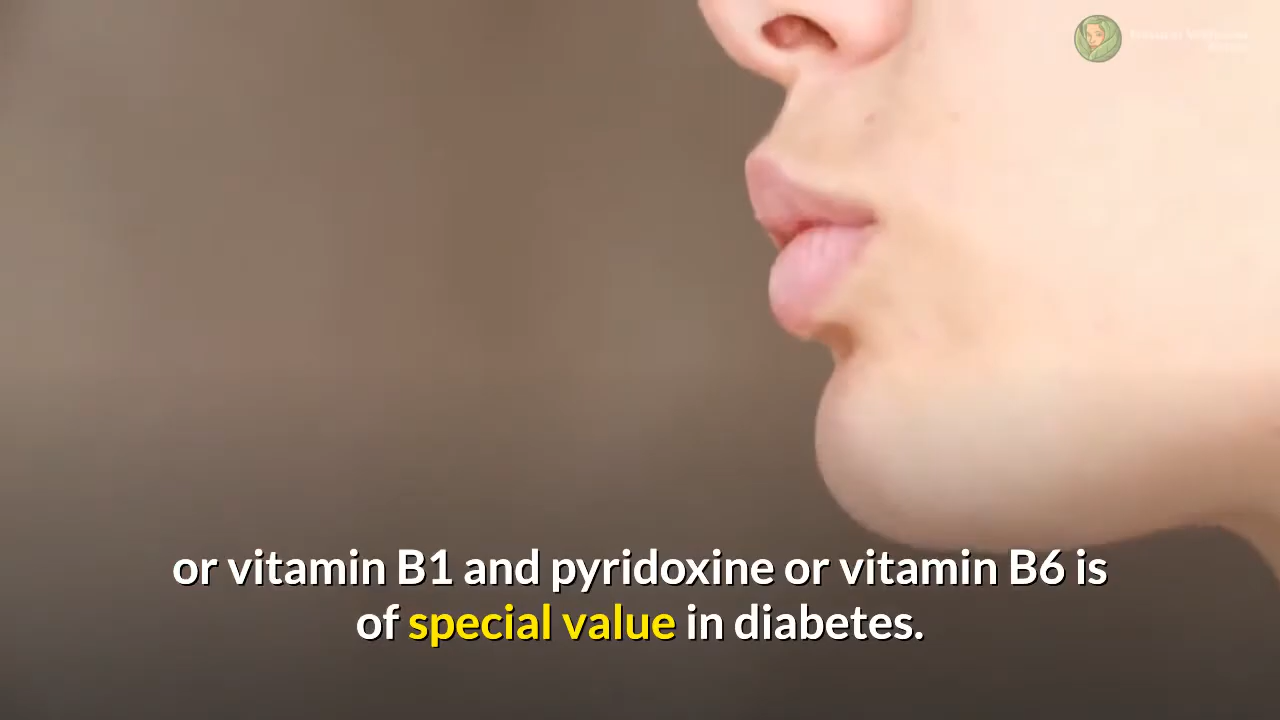 or vitamin B1 and pyridoxine or vitamin B6 is
of special value in diabetes.